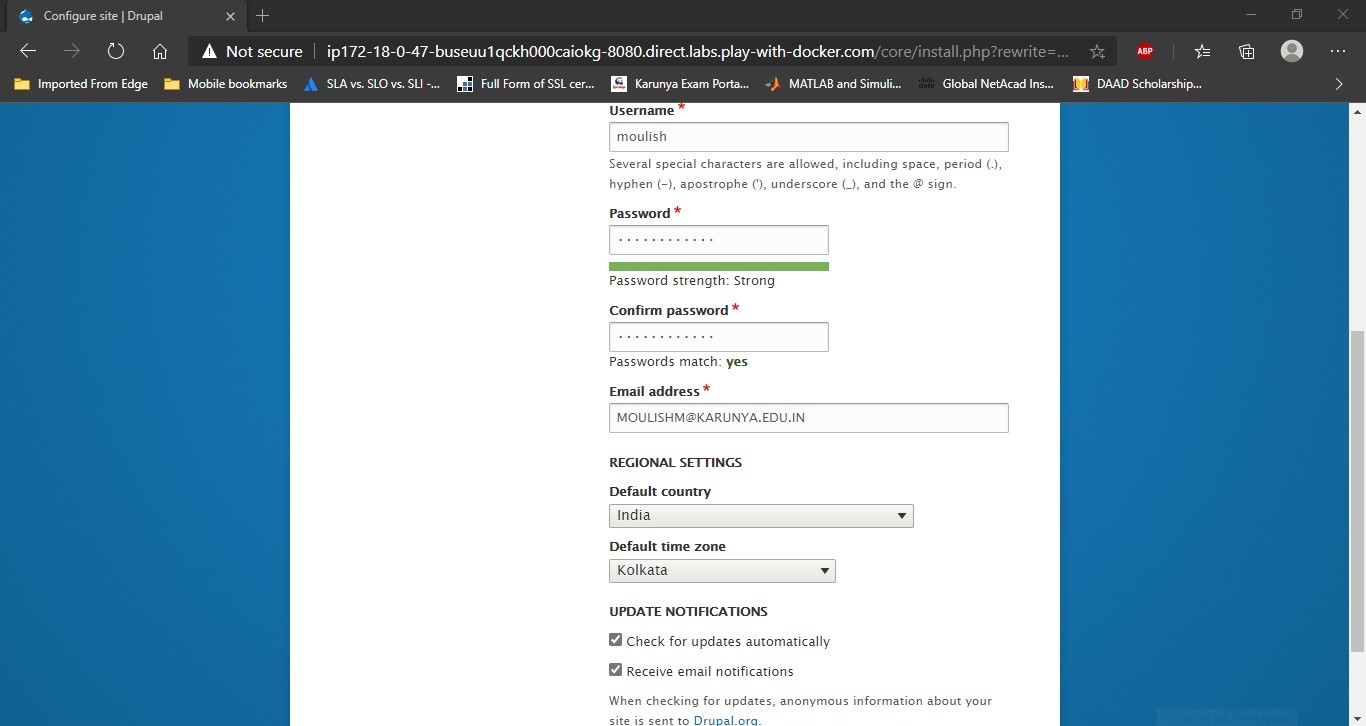 Configure site | Drupal
Not secure
ip172-18-0-47-buseuu1qckh000caiokg-8080.direct.labs.play-with-docker.com/core/install.php?rewrite=...
ABP
Imported From Edge
Mobile bookmarks
SLA vs. SLO vs. SLI -...
Full Form of SSL cer...
Karunya Exam Porta...
MATLAB and Simuli...
Global NetAcad Ins...
DAAD Scholarship...
Username *
moulish
Several special characters are allowed, including space, period (.),
hyphen (-), apostrophe ('), underscore (_), and the @ sign.
Password *
············
Password strength: Strong
Confirm password *
············
Passwords match: yes
Email address *
MOULISHM@KARUNYA.EDU.IN
REGIONAL SETTINGS
Default country
India
Default time zone
Kolkata
UPDATE NOTIFICATIONS
Check for updates automatically
Receive email notifications
When checking for updates, anonymous information about your
site is sent to Drupal.org.